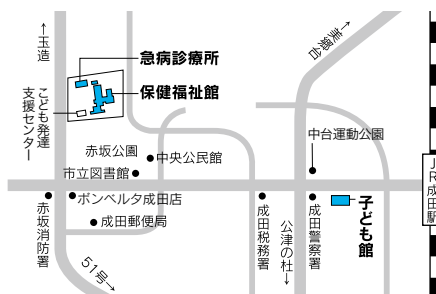 ←玉造
急病診療所
保健福祉館
こども発達
支援センター
→美郷台
中台運動公園
赤坂公園
中央公民館
市立図書館
ボンベルタ成田店
成田郵便局
赤坂消防署
51号→
成田税務署
公津の杜→
成田警察署
子ども館
JR成田駅